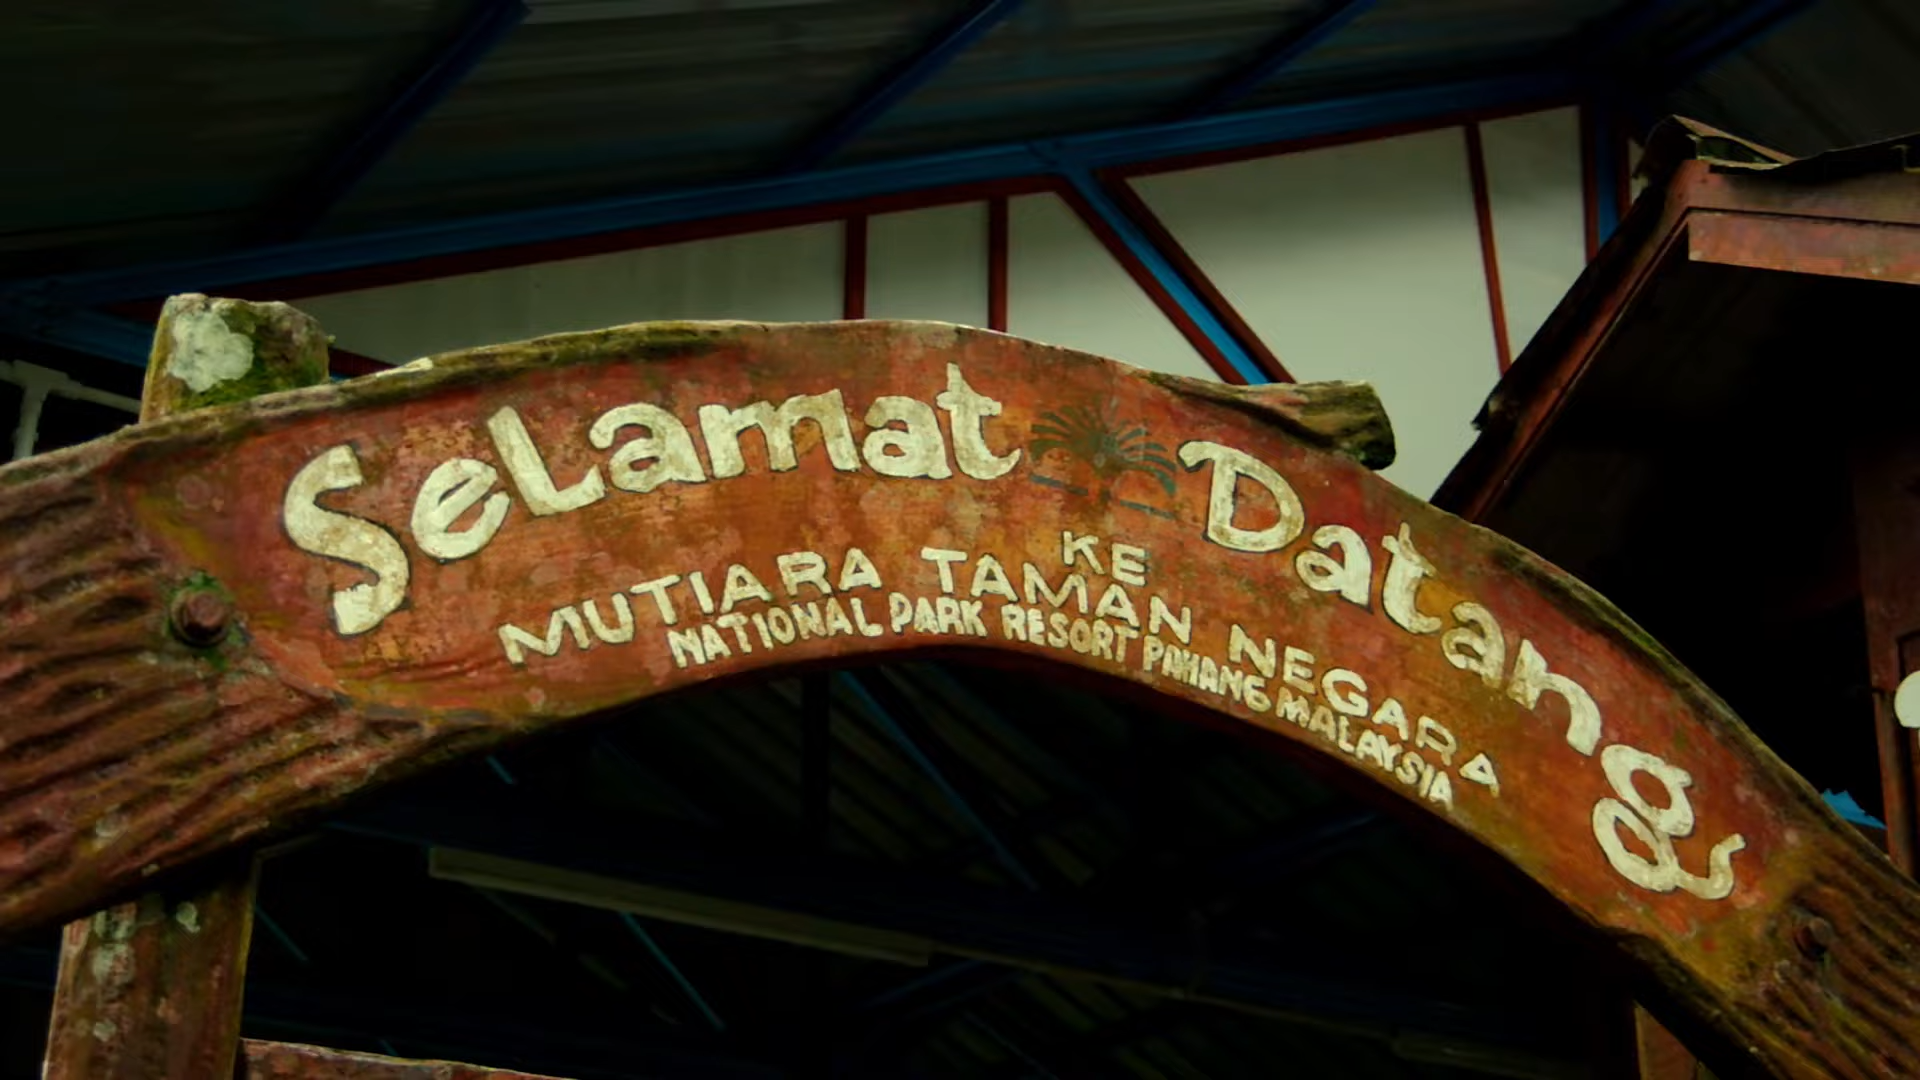 SeLamat Datang
KE
MUTIARA TAMAN NEGARA
NATIONAL PARK RESORT PAHANG MALAYSIA